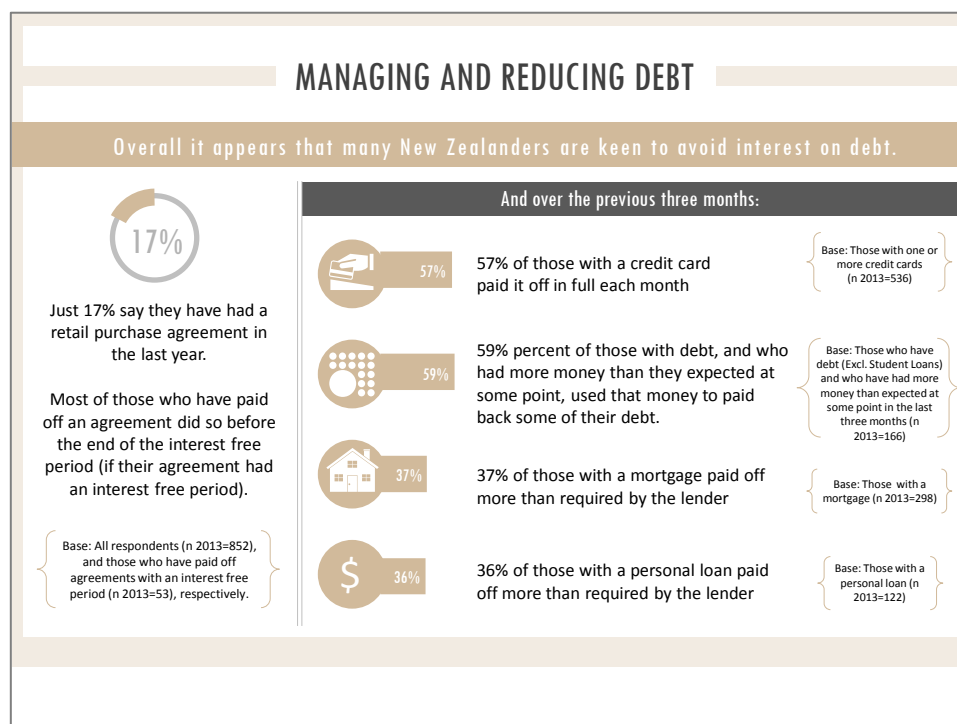 MANAGING AND REDUCING DEBT
Overall it appears that many New Zealanders are keen to avoid interest on debt.
17%
Just 17% say they have had a
retail purchase agreement in
the last year.
Most of those who have paid
off an agreement did so before
the end of the interest free
period (if their agreement had
an interest free period).
Base: All respondents (n 2013=852),
and those who have paid off
agreements with an interest free
period (n 2013=53), respectively.
And over the previous three months:
57%
57% of those with a credit card
paid it off in full each month
Base: Those with one or
more credit cards
(n 2013=536)
59%
59% percent of those with debt, and who
had more money than they expected at
some point, used that money to paid
back some of their debt.
Base: Those who have
debt (Excl. Student Loans)
and who have had more
money than expected at
some point in the last
three months (n
2013=166)
37%
37% of those with a mortgage paid off
more than required by the lender
Base: Those with a
mortgage (n 2013=298)
$
36%
36% of those with a personal loan paid
off more than required by the lender
Base: Those with a
personal loan (n
2013=122)